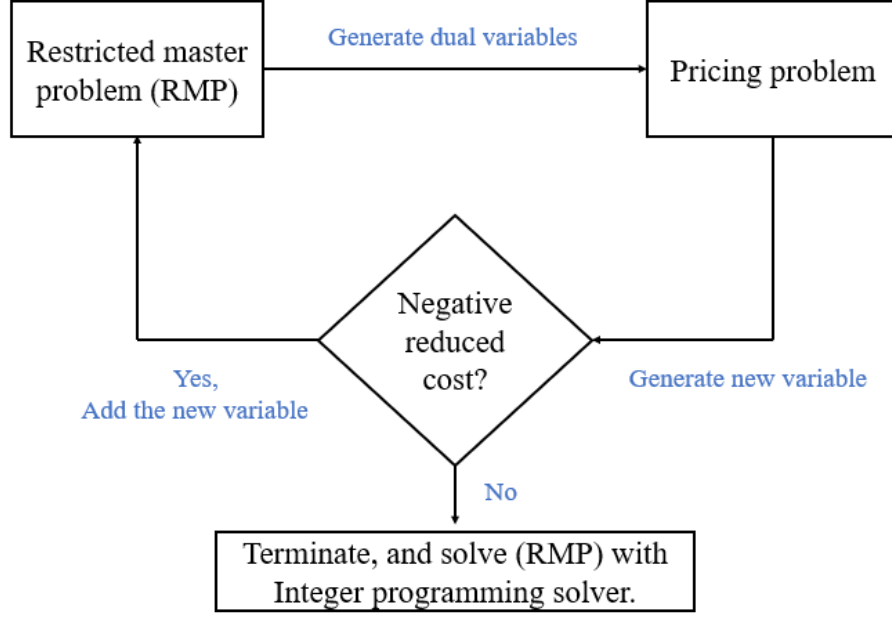 Restricted master
problem (RMP)
Generate dual variables
Pricing problem
Negative
reduced
cost?
Yes,
Add the new variable
Generate new variable
No
Terminate, and solve (RMP) with
Integer programming solver.